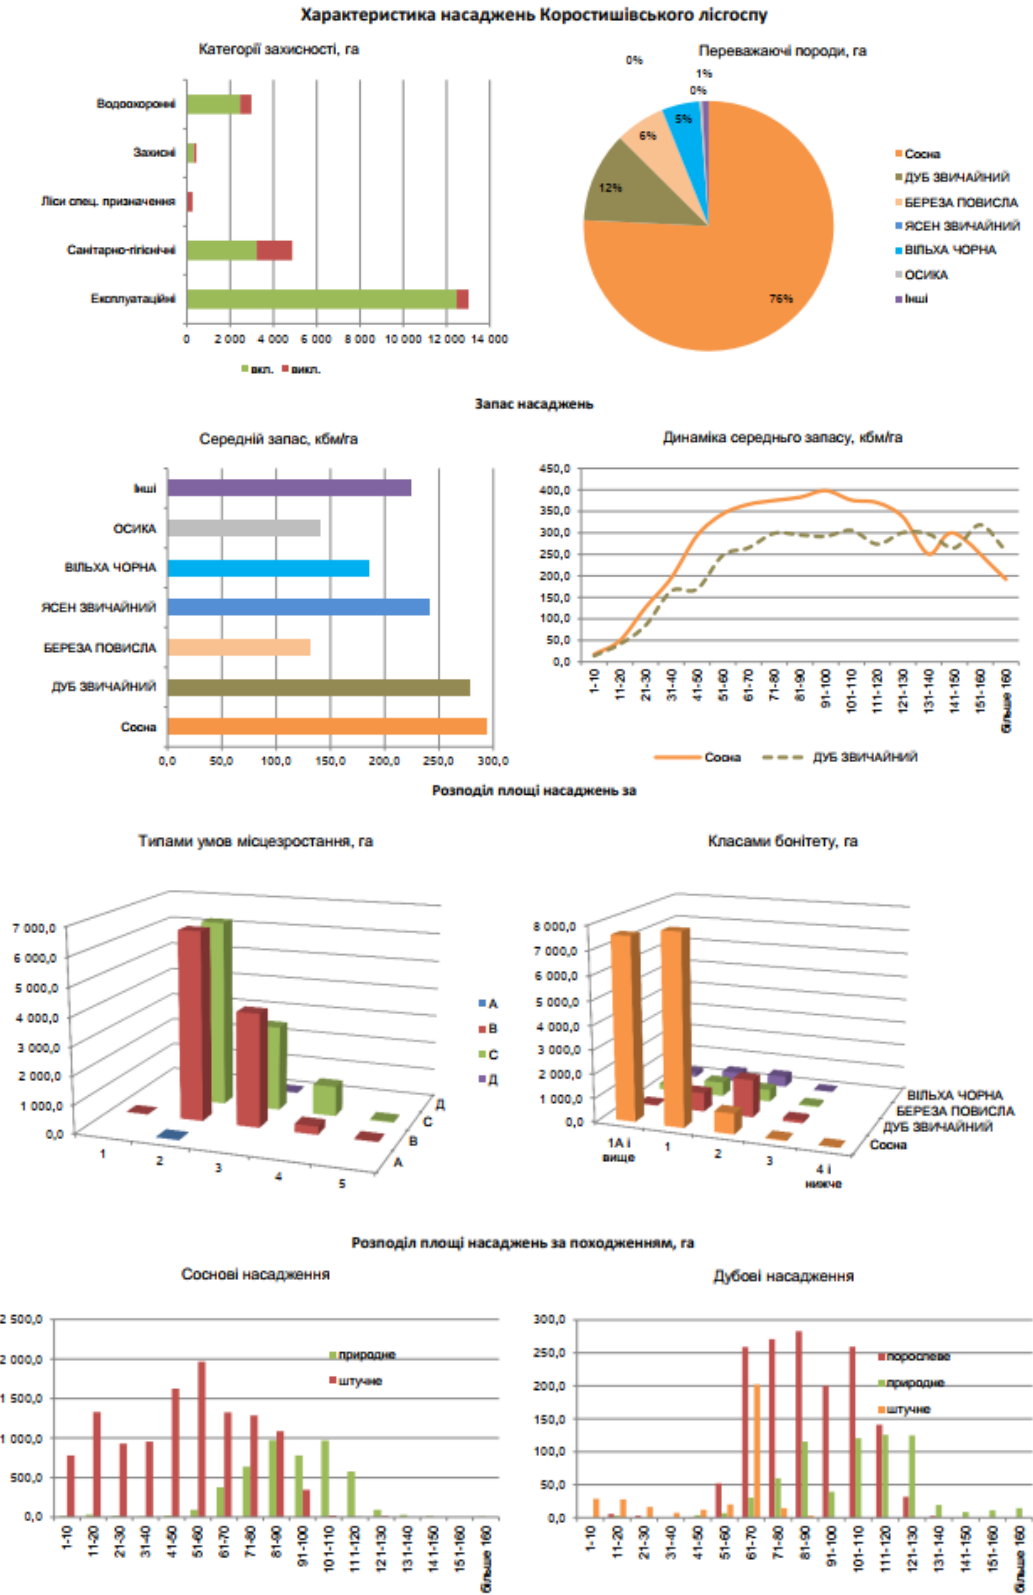 Характеристика насаджень Коростишівського лісгоспу
Категорії захисності, га
Водоохоронні
Захисні
Ліси спец. призначення
Санітарно-гігієнічні
Експлуатаційні
0 2 000 4 000 6 000 8 000 10 000 12 000 14 000
вкл. викл.
Переважаючі породи, га
0%
1%
0%
5%
6%
12%
76%
Сосна
ДУБ ЗВИЧАЙНИЙ
БЕРЕЗА ПОВИСЛА
ЯСЕН ЗВИЧАЙНИЙ
ВІЛЬХА ЧОРНА
ОСИКА
Інші
Запас насаджень
Середній запас, кбм/га
Інші
ОСИКА
ВІЛЬХА ЧОРНА
ЯСЕН ЗВИЧАЙНИЙ
БЕРЕЗА ПОВИСЛА
ДУБ ЗВИЧАЙНИЙ
Сосна
0,0 50,0 100,0 150,0 200,0 250,0 300,0
Динаміка середнього запасу, кбм/га
450,0
400,0
350,0
300,0
250,0
200,0
150,0
100,0
50,0
0,0
1-10 11-20 21-30 31-40 41-50 51-60 61-70 71-80 81-90 91-100 101-110 111-120 121-130 131-140 141-150 151-160 більше 160
Сосна ДУБ ЗВИЧАЙНИЙ
Розподіл площі насаджень за
Типами умов місцезростання, га
7 000,0
6 000,0
5 000,0
4 000,0
3 000,0
2 000,0
1 000,0
0,0
1 2 3 4 5
А
В
С
Д
А
В
С
Д
Класами бонітету, га
8 000,0
7 000,0
6 000,0
5 000,0
4 000,0
3 000,0
2 000,0
1 000,0
0,0
1А і вище 1 2 3 4 і нижче
ВІЛЬХА ЧОРНА
БЕРЕЗА ПОВИСЛА
ДУБ ЗВИЧАЙНИЙ
Сосна
Розподіл площі насаджень за походженням, га
Соснові насадження
2 500,0
2 000,0
1 500,0
1 000,0
500,0
0,0
природне
штучне
1-10 11-20 21-30 31-40 41-50 51-60 61-70 71-80 81-90 91-100 101-110 111-120 121-130 131-140 141-150 151-160 більше 160
Дубові насадження
300,0
250,0
200,0
150,0
100,0
50,0
0,0
порослеве
природне
штучне
1-10 11-20 21-30 31-40 41-50 51-60 61-70 71-80 81-90 91-100 101-110 111-120 121-130 131-140 141-150 151-160 більше 160